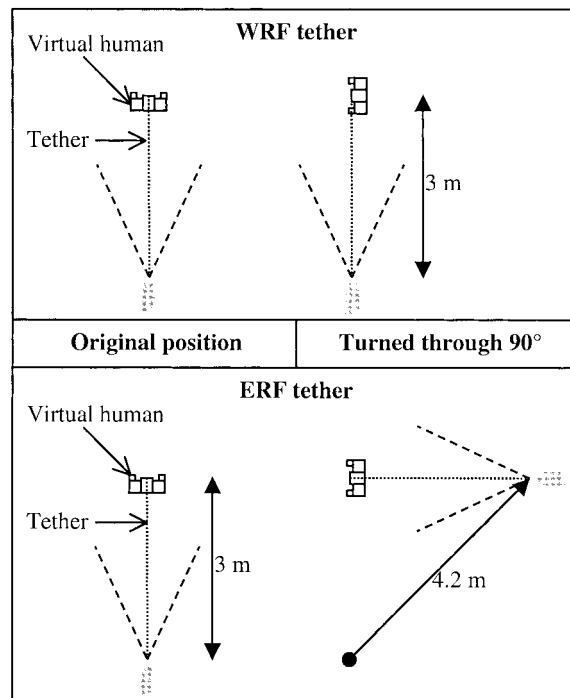 WRF tether
Virtual human
Tether
3 m
Original position
Turned through 90°
ERF tether
Virtual human
Tether
3 m
4.2 m